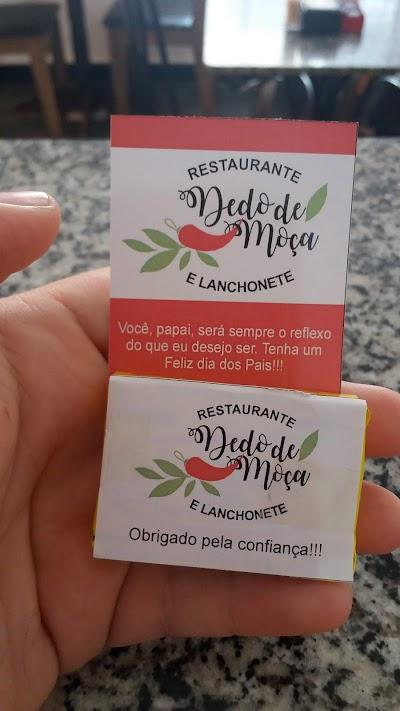 RESTAURANTE
Dedo de
Moça
E LANCHONETE
Você, papai, será sempre o reflexo
do que eu desejo ser. Tenha um
Feliz dia dos Pais!!!
RESTAURANTE
Dedo de
Moça
E LANCHONETE
Obrigado pela confiança!!!